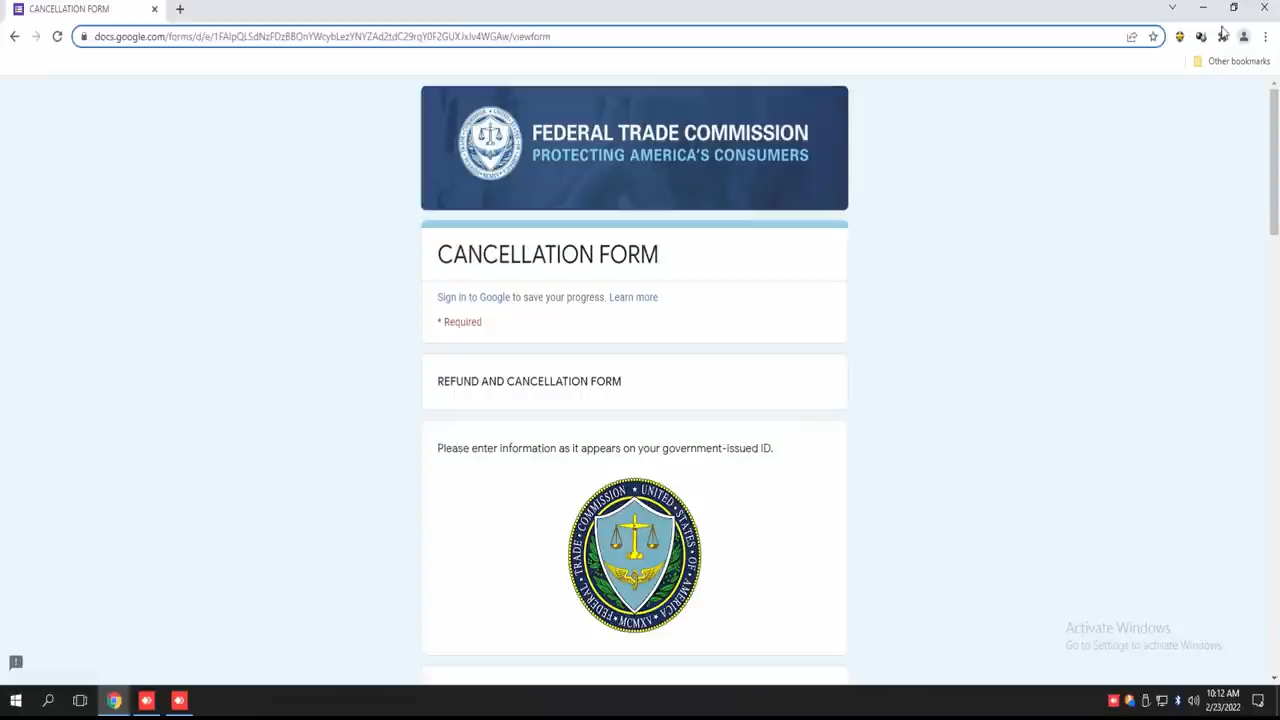 CANCELLATION FORM
docs.google.com/forms/d/e/1FAIpQLSdNzFDzBBOnYWcybLezYNYZAd2tdC29rqY0F2GUXJxJv4WGAw/viewform
Other bookmarks
FEDERAL TRADE COMMISSION
PROTECTING AMERICA'S CONSUMERS
CANCELLATION FORM
Sign in to Google to save your progress. Learn more
* Required
REFUND AND CANCELLATION FORM
Please enter information as it appears on your government-issued ID.
FEDERAL • TRADE • COMMISSION ★ UNITED • STATES • OF • AMERICA
MCMXV
Activate Windows
Go to Settings to activate Windows.
10:12 AM
2/23/2022